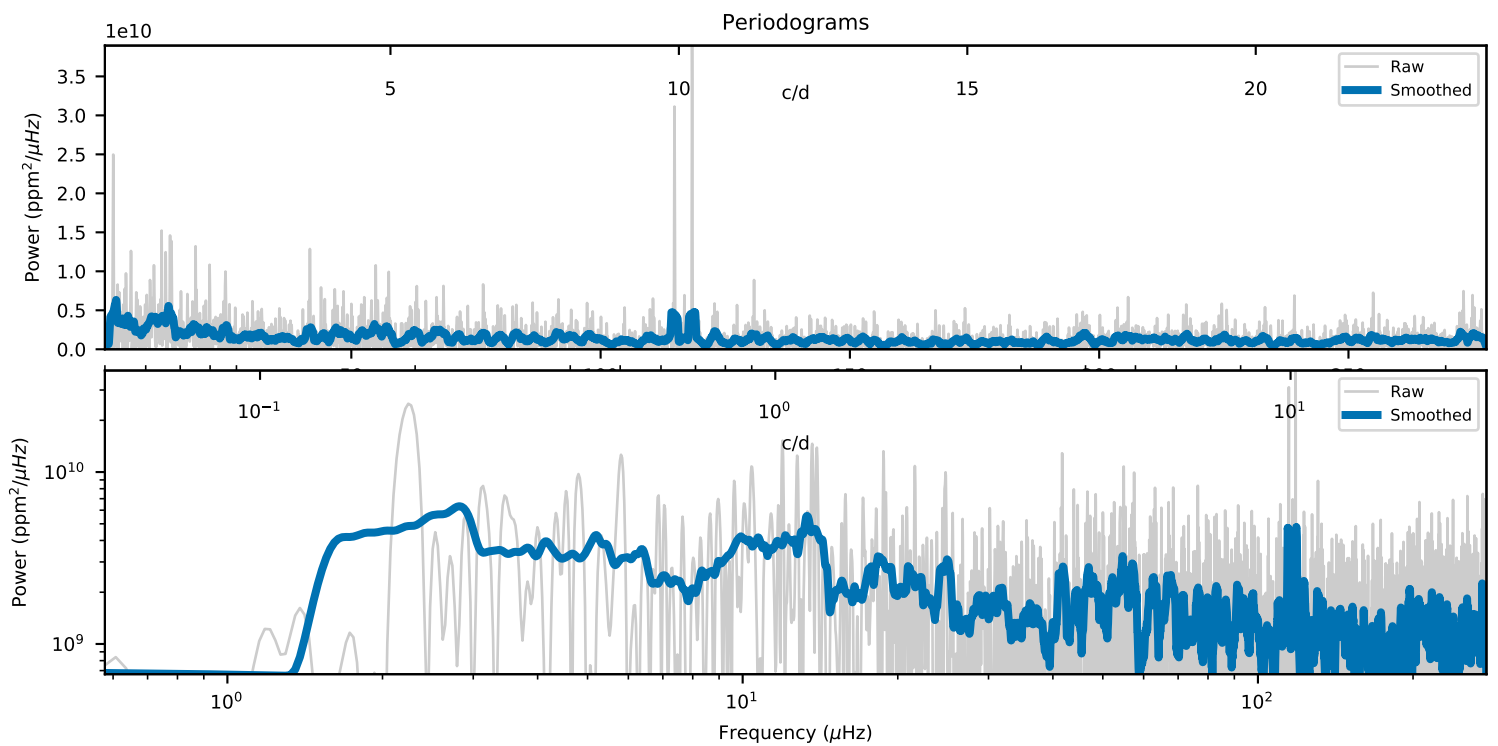 Periodograms
1e10
5 10 15 20
c/d
Raw
Smoothed
3.5
3.0
2.5
2.0
1.5
1.0
0.5
0.0
Power (ppm²/μHz)
10⁻¹ 10⁰ 10¹
c/d
Raw
Smoothed
10¹⁰
10⁹
Power (ppm²/μHz)
10⁰ 10¹ 10²
Frequency (μHz)